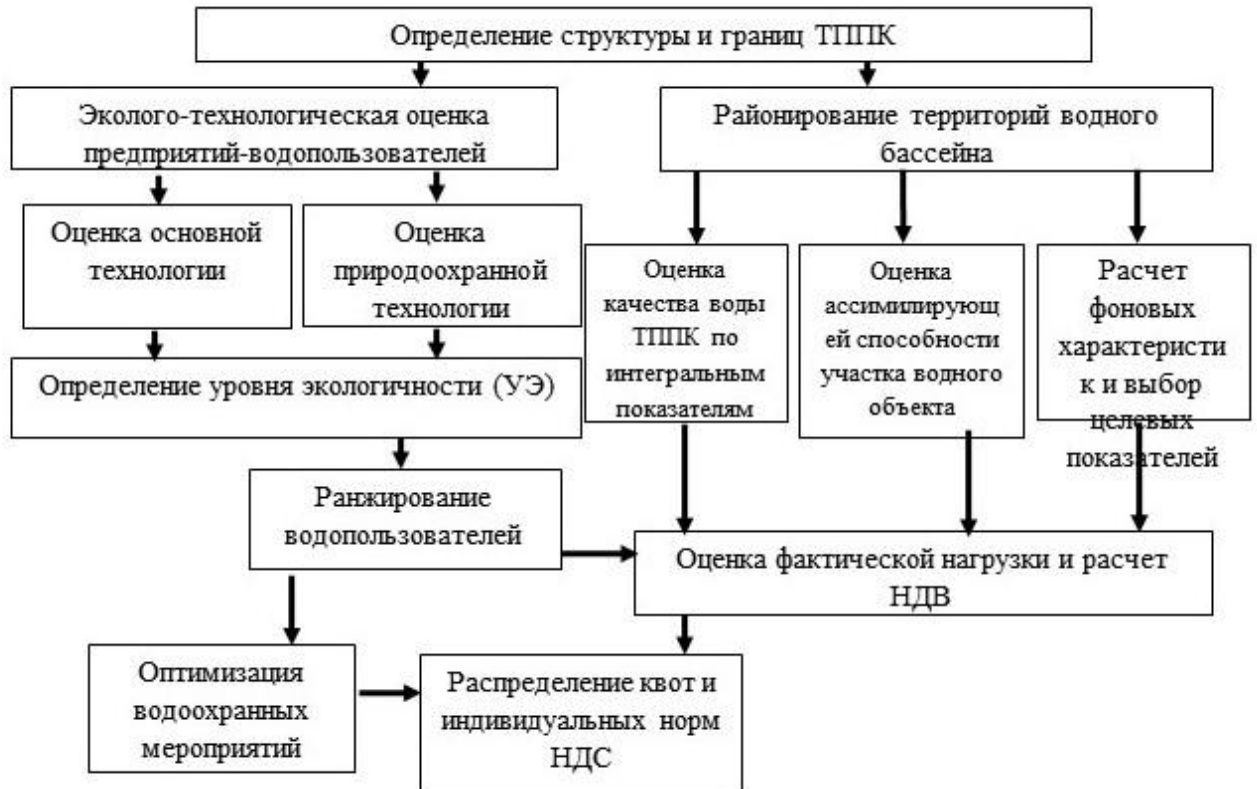 Определение структуры и границ ТППК
Эколого-технологическая оценка
предприятий-водопользователей
Районирование территорий водного
бассейна
Оценка основной
технологии
Оценка
природоохранной
технологии
Оценка
качества воды
ТППК по
интегральным
показателям
Оценка
ассимилирующ
ей способности
участка водного
объекта
Расчет
фоновых
характеристи
к и выбор
целевых
показателей
Определение уровня экологичности (УЭ)
Ранжирование
водопользователей
Оценка фактической нагрузки и расчет
НДВ
Оптимизация
водоохранных
мероприятий
Распределение квот и
индивидуальных норм
НДС